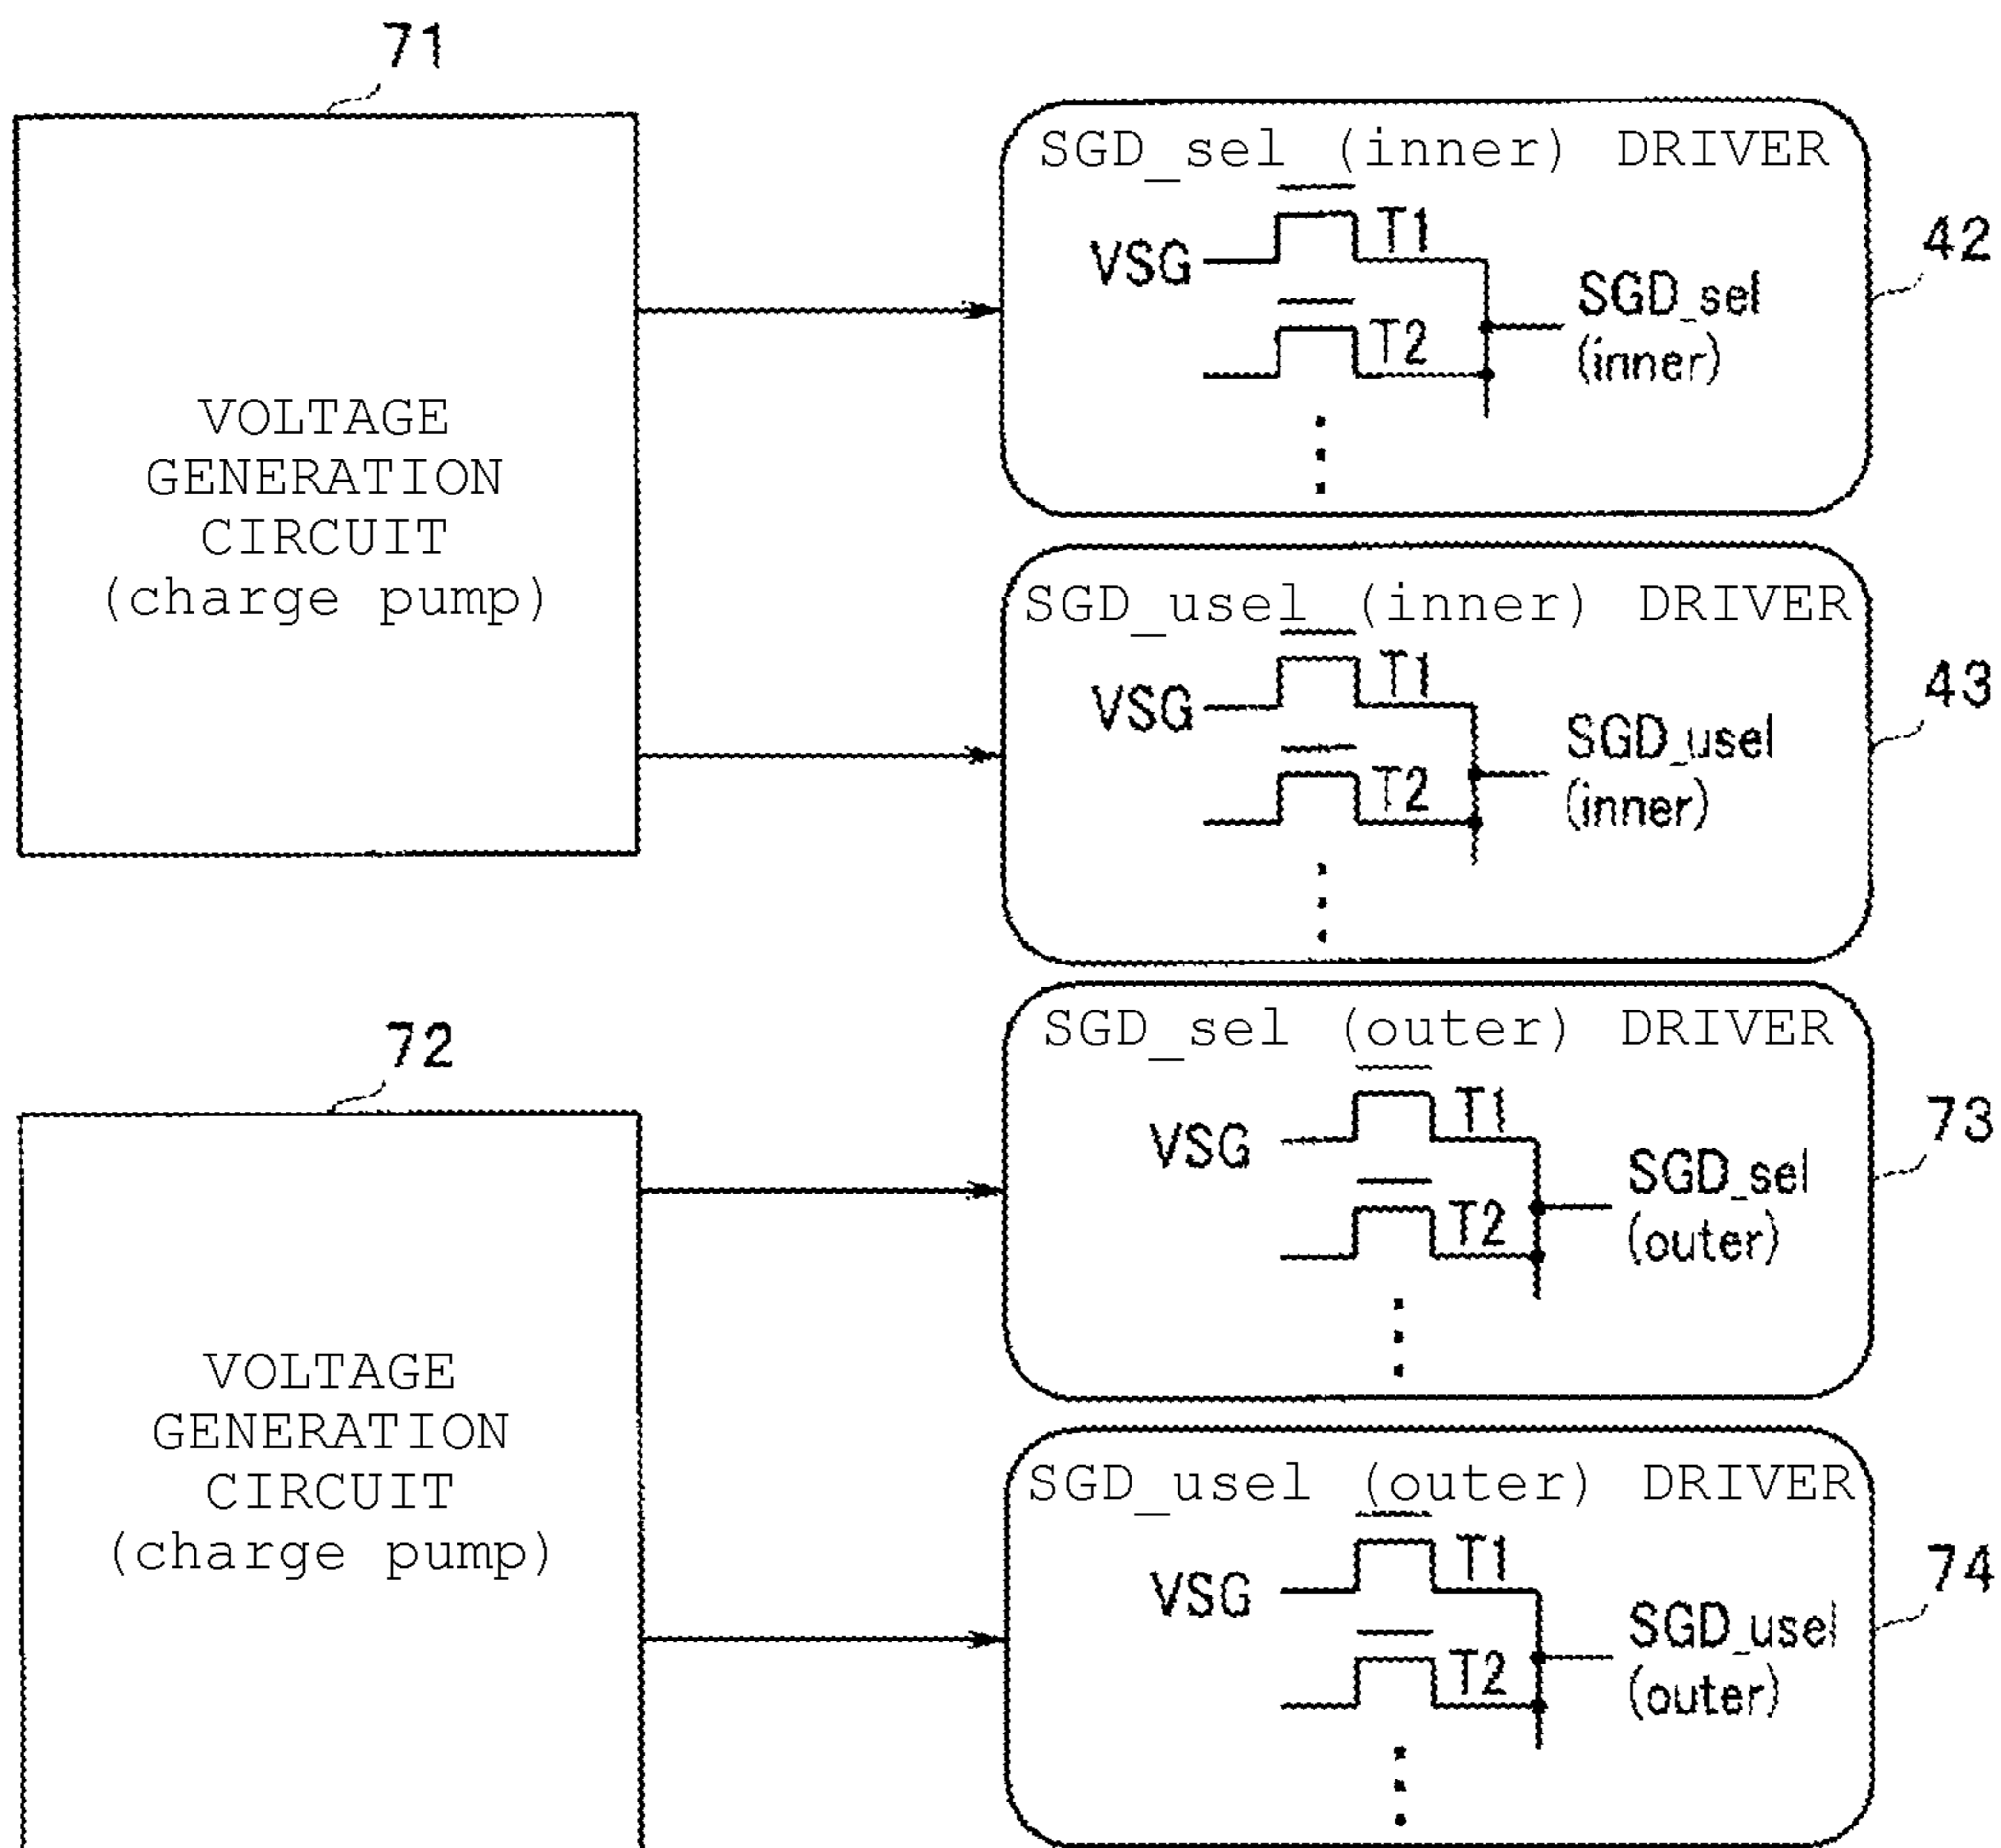 71
VOLTAGE
GENERATION
CIRCUIT
(charge pump)
SGD_sel (inner) DRIVER
VSG
T1
T2
SGD_sel
(inner)
42
SGD_usel (inner) DRIVER
VSG
T1
T2
SGD_usel
(inner)
43
72
VOLTAGE
GENERATION
CIRCUIT
(charge pump)
SGD_sel (outer) DRIVER
VSG
T1
T2
SGD_sel
(outer)
73
SGD_usel (outer) DRIVER
VSG
T1
T2
SGD_usel
(outer)
74